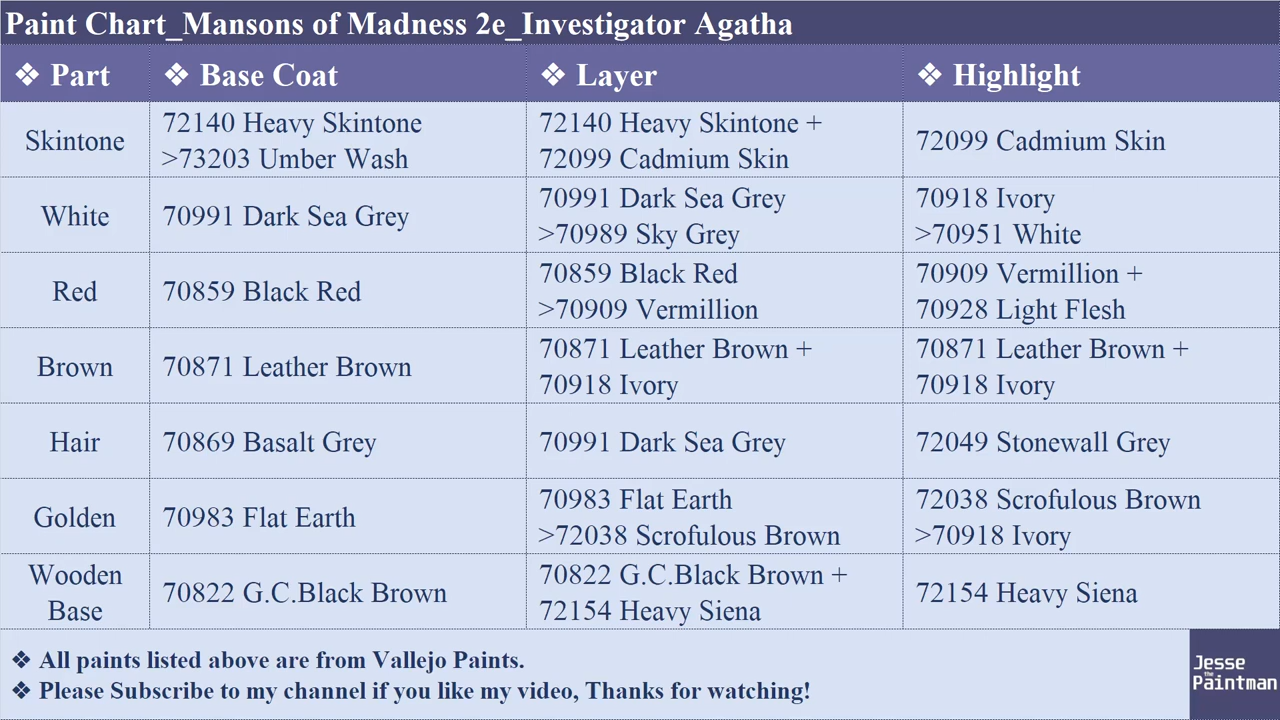 Paint Chart_Mansons of Madness 2e_Investigator Agatha
❖ Part ❖ Base Coat ❖ Layer ❖ Highlight
Skintone
72140 Heavy Skintone
>73203 Umber Wash
72140 Heavy Skintone +
72099 Cadmium Skin
72099 Cadmium Skin
White
70991 Dark Sea Grey
70991 Dark Sea Grey
>70989 Sky Grey
70918 Ivory
>70951 White
Red
70859 Black Red
70859 Black Red
>70909 Vermillion
70909 Vermillion +
70928 Light Flesh
Brown
70871 Leather Brown
70871 Leather Brown +
70918 Ivory
70871 Leather Brown +
70918 Ivory
Hair
70869 Basalt Grey
70991 Dark Sea Grey
72049 Stonewall Grey
Golden
70983 Flat Earth
70983 Flat Earth
>72038 Scrofulous Brown
72038 Scrofulous Brown
>70918 Ivory
Wooden
Base
70822 G.C.Black Brown
70822 G.C.Black Brown +
72154 Heavy Siena
72154 Heavy Siena
❖ All paints listed above are from Vallejo Paints.
❖ Please Subscribe to my channel if you like my video, Thanks for watching!
Jesse
the
Paintman